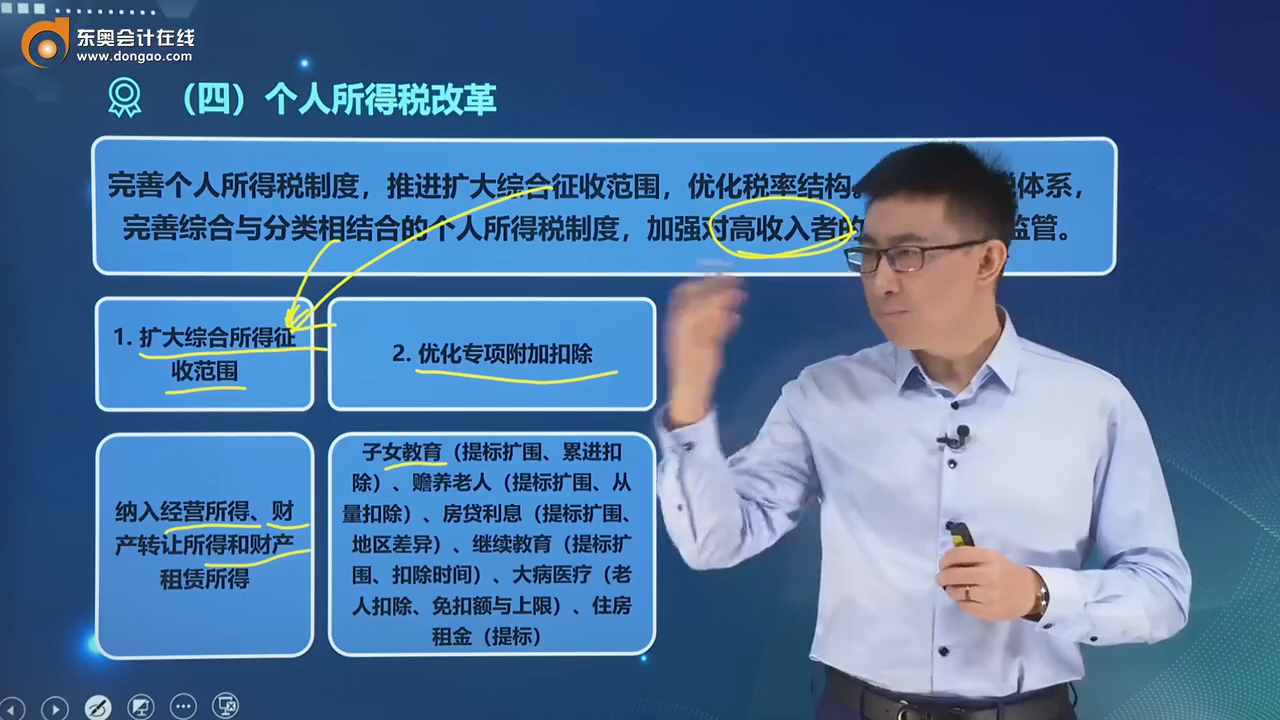 东奥会计在线
www.dongao.com
（四）个人所得税改革
完善个人所得税制度，推进扩大综合征收范围，优化税率结构。 税体系，
完善综合与分类相结合的个人所得税制度，加强对高收入者的 监管。
1. 扩大综合所得征
收范围
2. 优化专项附加扣除
纳入经营所得、财
产转让所得和财产
租赁所得
子女教育（提标扩围、累进扣
除）、赡养老人（提标扩围、从
量扣除）、房贷利息（提标扩围、
地区差异）、继续教育（提标扩
围、扣除时间）、大病医疗（老
人扣除、免扣额与上限）、住房
租金（提标）